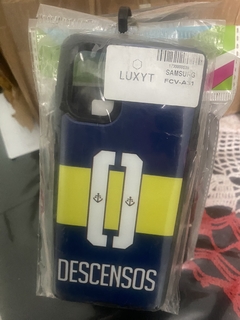 LUXYT
SAMSUNG
0
DESCENSOS